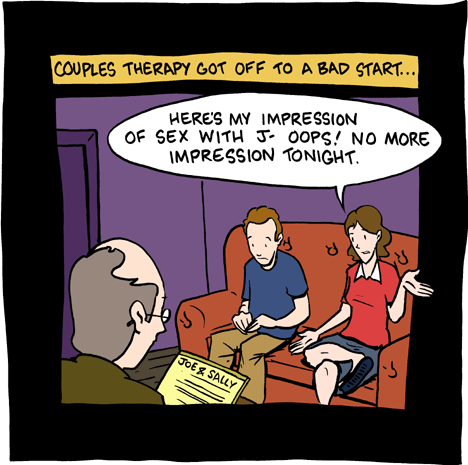 COUPLES THERAPY GOT OFF TO A BAD START...
HERE'S MY IMPRESSION
OF SEX WITH J- OOPS! NO MORE
IMPRESSION TONIGHT.
JOE & SALLY